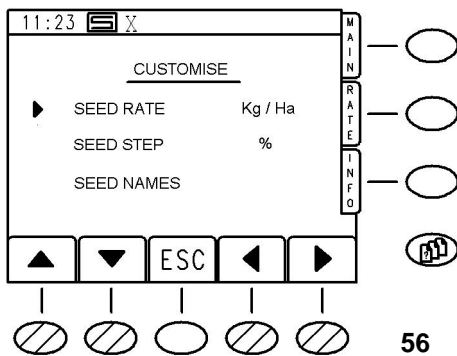 11:23 S X
CUSTOMISE
SEED RATE Kg / Ha
SEED STEP %
SEED NAMES
MAIN
RATE
INFO
ESC
?
56